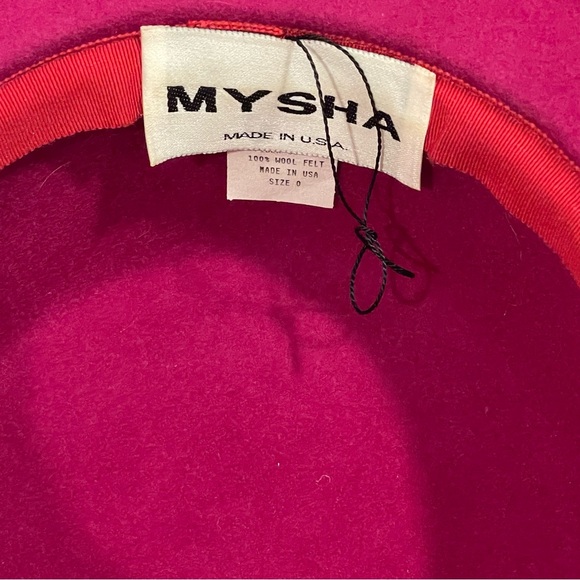 MYSHA
MADE IN U.S.A.
100% WOOL FELT
MADE IN USA
SIZE 0